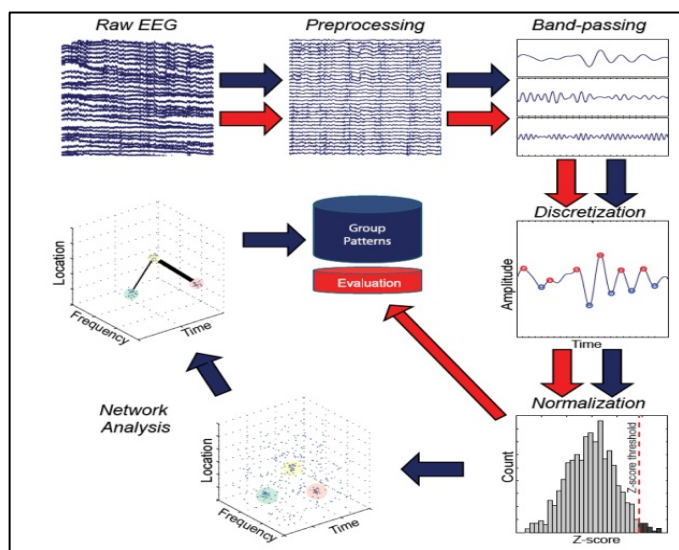 Raw EEG
Preprocessing
Band-passing
Discretization
Amplitude
Time
Normalization
Count
Z-score threshold
Z-score
Location
Frequency
Time
Network
Analysis
Location
Frequency
Time
Group
Patterns
Evaluation